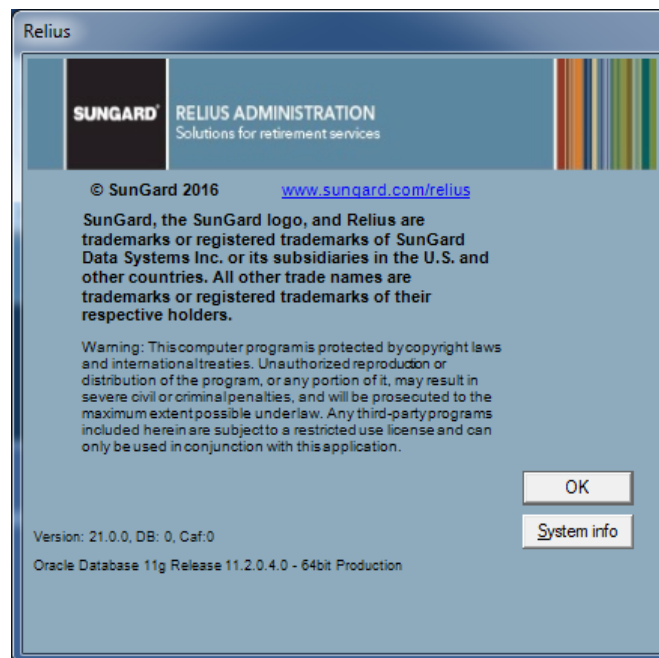 Relius
SUNGARD®
RELIUS ADMINISTRATION
Solutions for retirement services
© SunGard 2016 www.sungard.com/relius
SunGard, the SunGard logo, and Relius are
trademarks or registered trademarks of SunGard
Data Systems Inc. or its subsidiaries in the U.S. and
other countries. All other trade names are
trademarks or registered trademarks of their
respective holders.
Warning: This computer program is protected by copyright laws
and international treaties. Unauthorized reproduction or
distribution of the program, or any portion of it, may result in
severe civil or criminal penalties, and will be prosecuted to the
maximum extent possible under law. Any third-party programs
included herein are subject to a restricted use license and can
only be used in conjunction with this application.
OK
System info
Version: 21.0.0, DB: 0, Caf:0
Oracle Database 11g Release 11.2.0.4.0 - 64bit Production